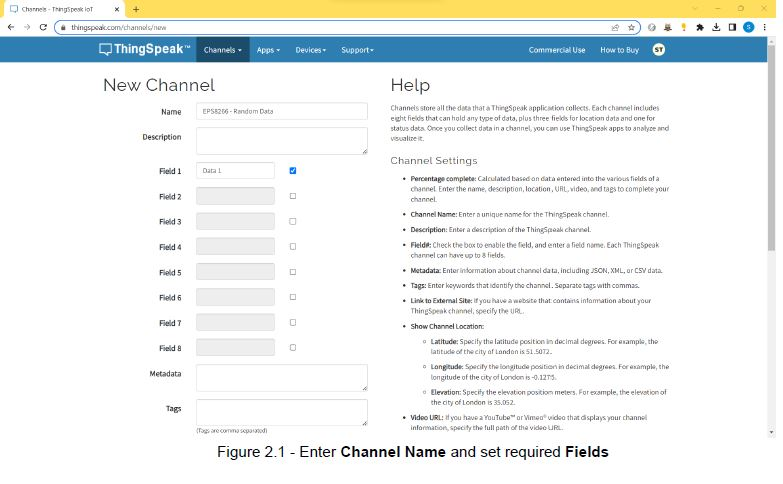 Channels - ThingSpeak IoT
thingspeak.com/channels/new
S
ThingSpeak™
Channels
Apps
Devices
Support
Commercial Use
How to Buy
ST
New Channel
Name
EPS8266 - Random Data
Description
Field 1
Data 1
Field 2
Field 3
Field 4
Field 5
Field 6
Field 7
Field 8
Metadata
Tags
(Tags are comma separated)
Help
Channels store all the data that a ThingSpeak application collects. Each channel includes
eight fields that can hold any type of data, plus three fields for location data and one for
status data. Once you collect data in a channel, you can use ThingSpeak apps to analyze and
visualize it.
Channel Settings
• Percentage complete: Calculated based on data entered into the various fields of a
channel. Enter the name, description, location, URL, video, and tags to complete your
channel.
• Channel Name: Enter a unique name for the ThingSpeak channel.
• Description: Enter a description of the ThingSpeak channel.
• Field#: Check the box to enable the field, and enter a field name. Each ThingSpeak
channel can have up to 8 fields.
• Metadata: Enter information about channel data, including JSON, XML, or CSV data.
• Tags: Enter keywords that identify the channel. Separate tags with commas.
• Link to External Site: If you have a website that contains information about your
ThingSpeak channel, specify the URL.
• Show Channel Location:
◦ Latitude: Specify the latitude position in decimal degrees. For example, the
latitude of the city of London is 51.5072.
◦ Longitude: Specify the longitude position in decimal degrees. For example, the
longitude of the city of London is -0.1275.
◦ Elevation: Specify the elevation position meters. For example, the elevation of
the city of London is 35.052.
• Video URL: If you have a YouTube™ or Vimeo® video that displays your channel
information, specify the full path of the video URL.
Figure 2.1 - Enter Channel Name and set required Fields